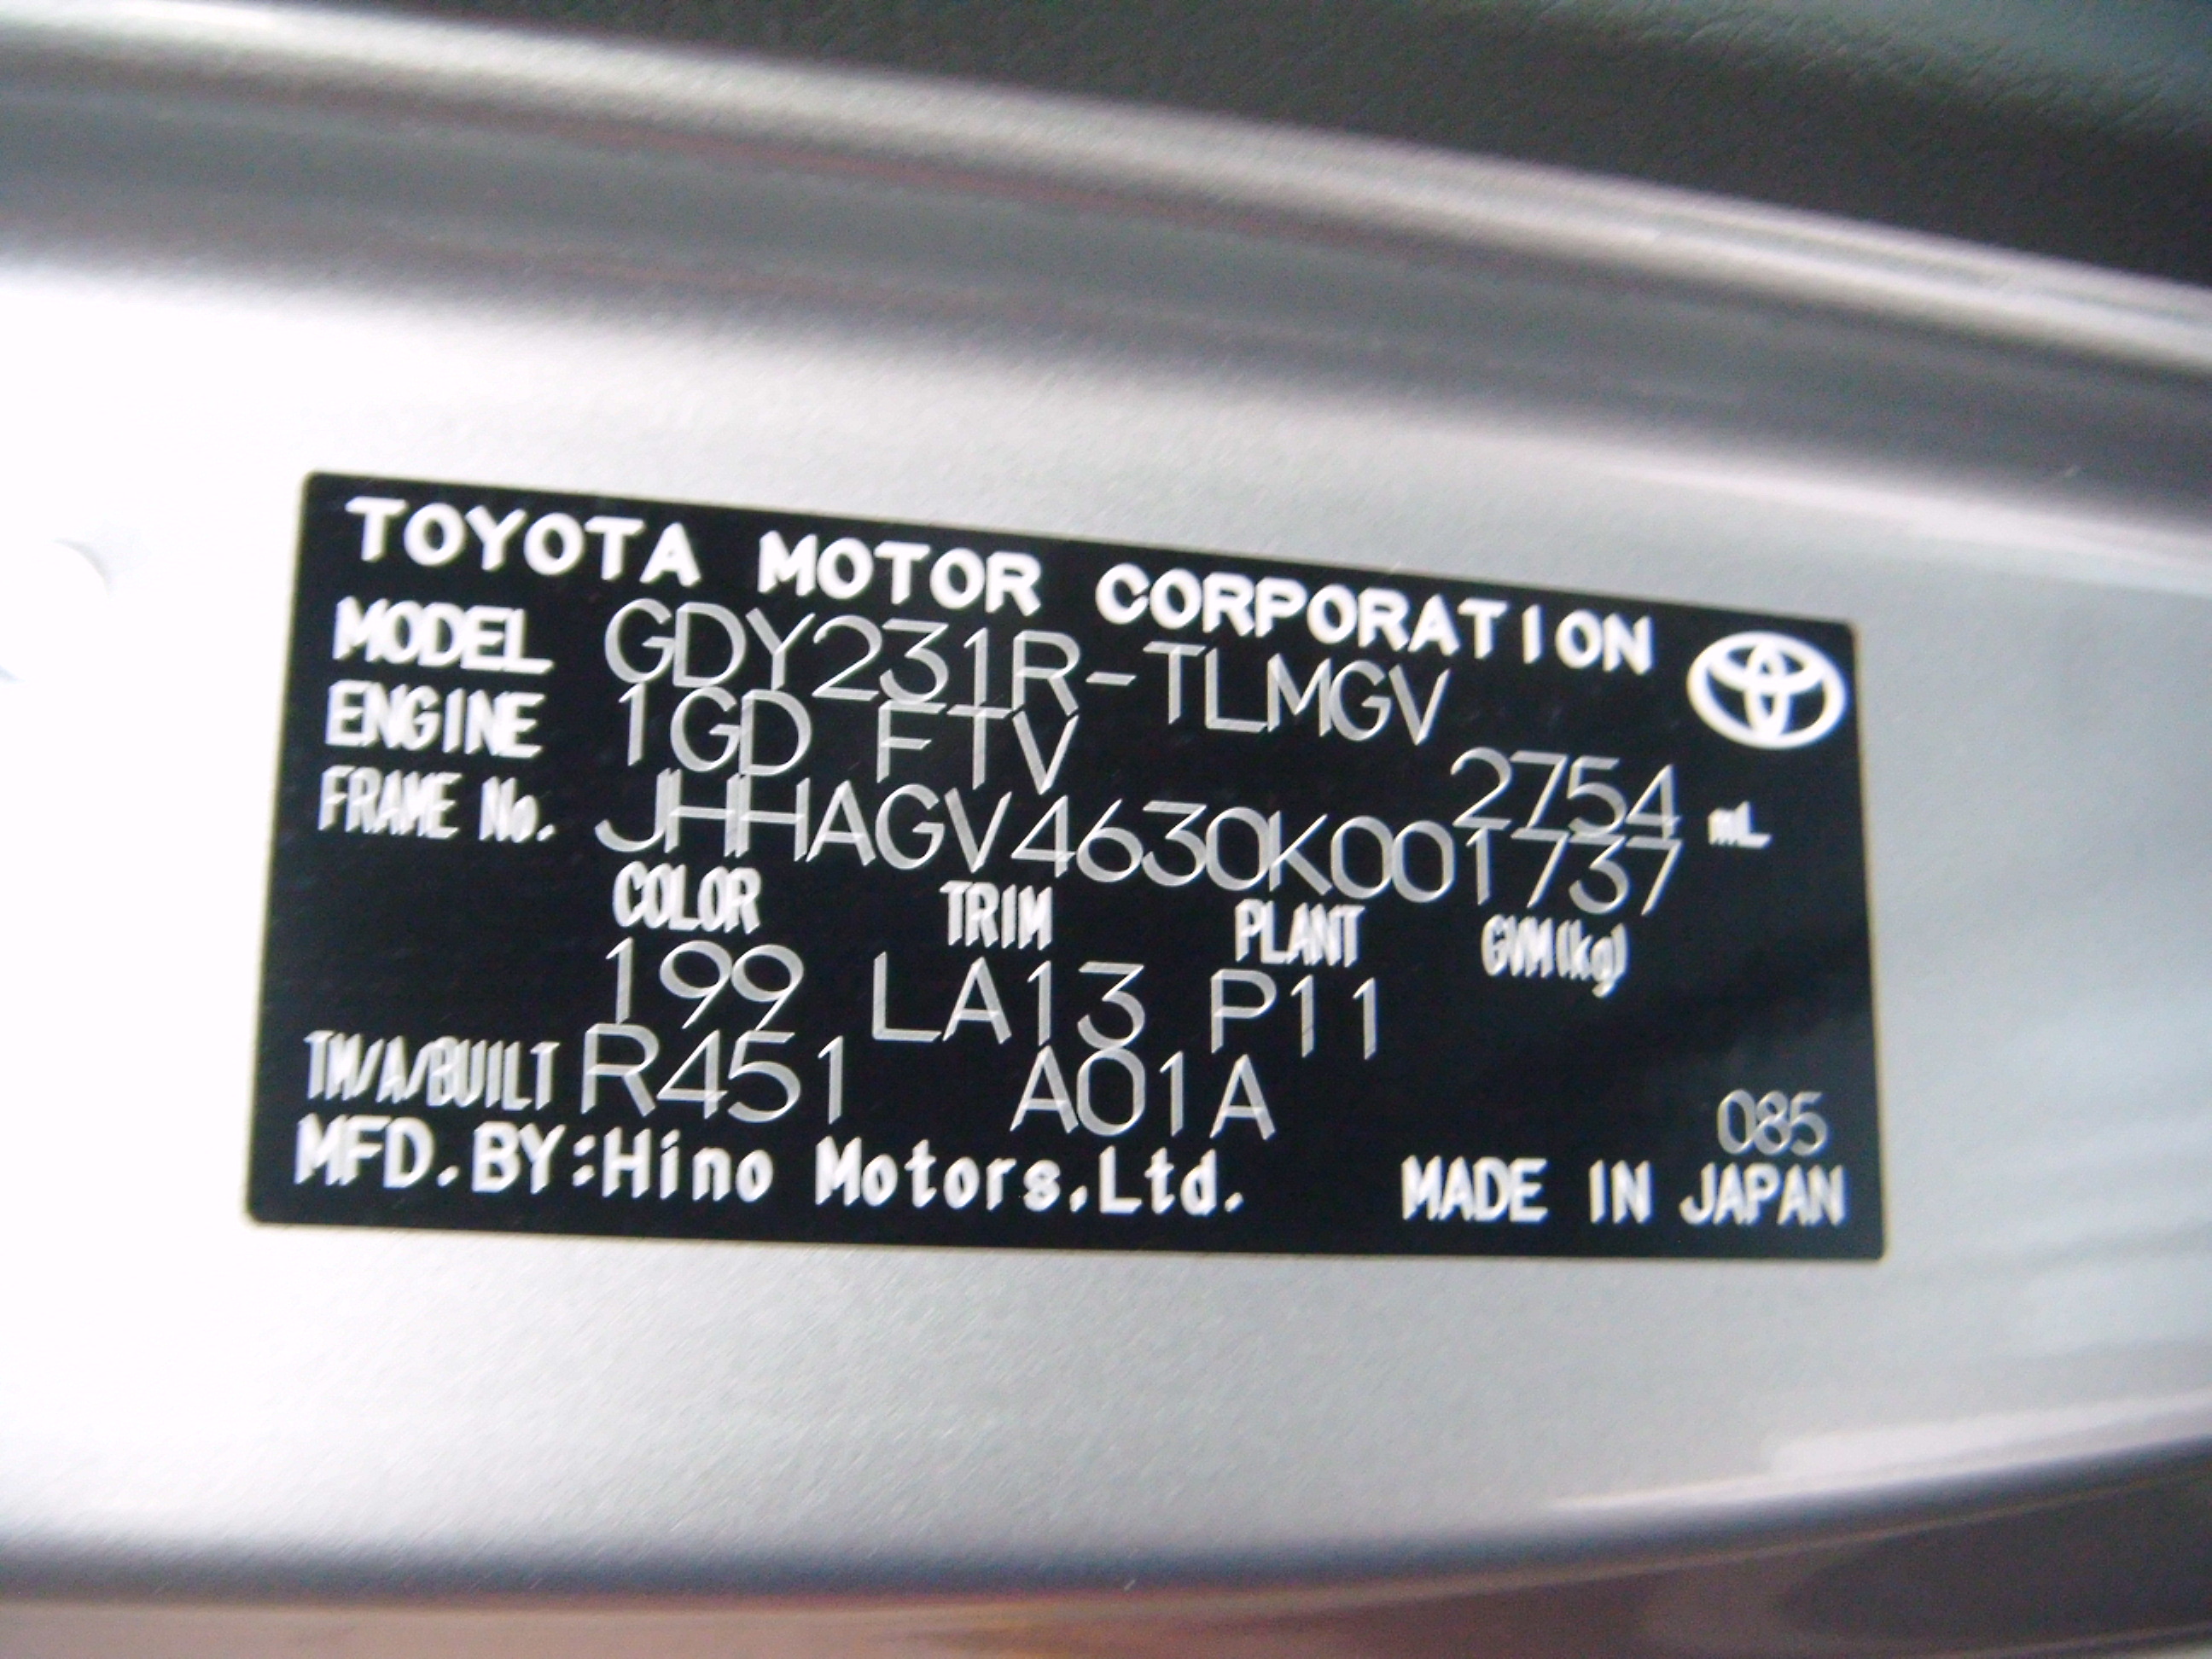 TOYOTA MOTOR CORPORATION
MODEL GDY231R-TLMGV
ENGINE 1GD FTV 2754 mL
FRAME No. JHHAGV4630K001737
COLOR TRIM PLANT GVM(kg)
199 LA13 P11
TM/A/BUILT R451 A01A
085
MFD.BY:Hino Motors,Ltd. MADE IN JAPAN